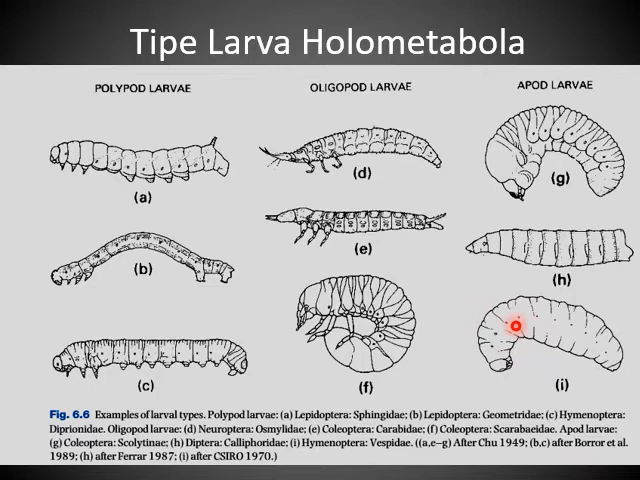 Tipe Larva Holometabola
POLYPOD LARVAE
OLIGOPOD LARVAE
APOD LARVAE
(a)
(b)
(c)
(d)
(e)
(f)
(g)
(h)
(i)
Fig. 6.6 Examples of larval types. Polypod larvae: (a) Lepidoptera: Sphingidae; (b) Lepidoptera: Geometridae; (c) Hymenoptera:
Diprionidae. Oligopod larvae: (d) Neuroptera: Osmylidae; (e) Coleoptera: Carabidae; (f) Coleoptera: Scarabaeidae. Apod larvae:
(g) Coleoptera: Scolytinae; (h) Diptera: Calliphoridae; (i) Hymenoptera: Vespidae. ((a,e–g) After Chu 1949; (b,c) after Borror et al.
1989; (h) after Ferrar 1987; (i) after CSIRO 1970.)